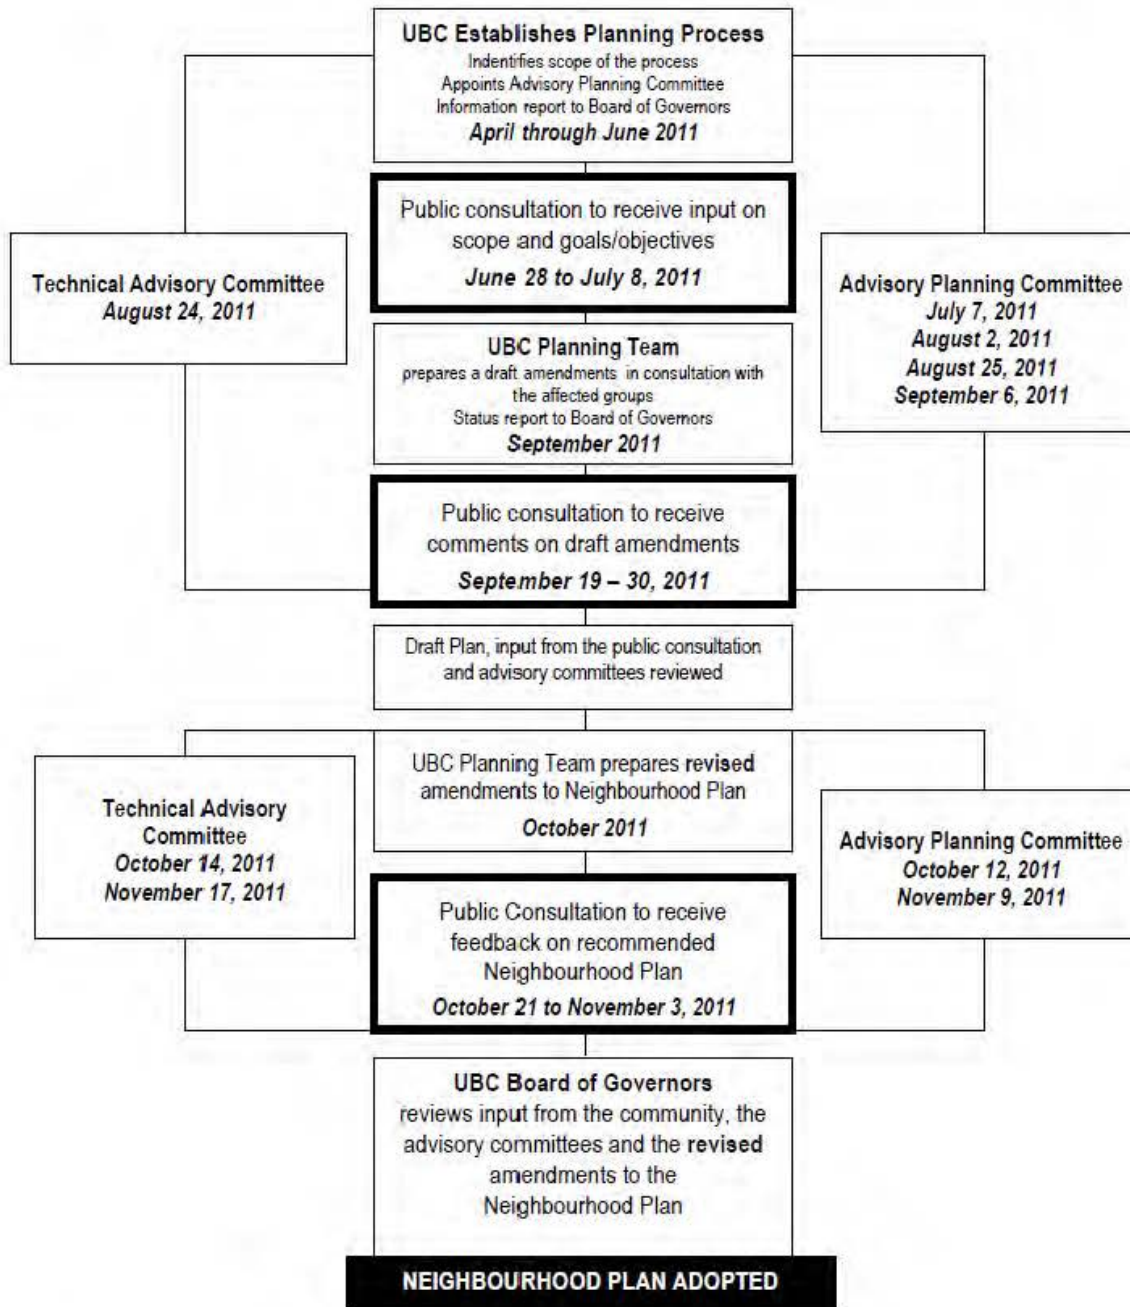 UBC Establishes Planning Process
Indentifies scope of the process
Appoints Advisory Planning Committee
Information report to Board of Governors
April through June 2011
Public consultation to receive input on
scope and goals/objectives
June 28 to July 8, 2011
Technical Advisory Committee
August 24, 2011
Advisory Planning Committee
July 7, 2011
August 2, 2011
August 25, 2011
September 6, 2011
UBC Planning Team
prepares a draft amendments in consultation with
the affected groups
Status report to Board of Governors
September 2011
Public consultation to receive
comments on draft amendments
September 19 – 30, 2011
Draft Plan, input from the public consultation
and advisory committees reviewed
UBC Planning Team prepares revised
amendments to Neighbourhood Plan
October 2011
Technical Advisory
Committee
October 14, 2011
November 17, 2011
Advisory Planning Committee
October 12, 2011
November 9, 2011
Public Consultation to receive
feedback on recommended
Neighbourhood Plan
October 21 to November 3, 2011
UBC Board of Governors
reviews input from the community, the
advisory committees and the revised
amendments to the
Neighbourhood Plan
NEIGHBOURHOOD PLAN ADOPTED